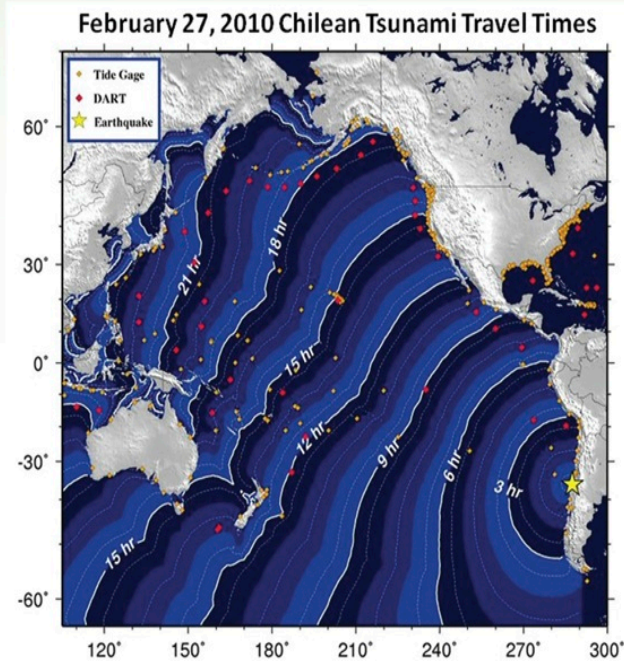 February 27, 2010 Chilean Tsunami Travel Times
Tide Gage
DART
Earthquake
60˚
30˚
0˚
-30˚
-60˚
21 hr
18 hr
15 hr
12 hr
9 hr
6 hr
3 hr
15 hr
120˚ 150˚ 180˚ 210˚ 240˚ 270˚ 300˚